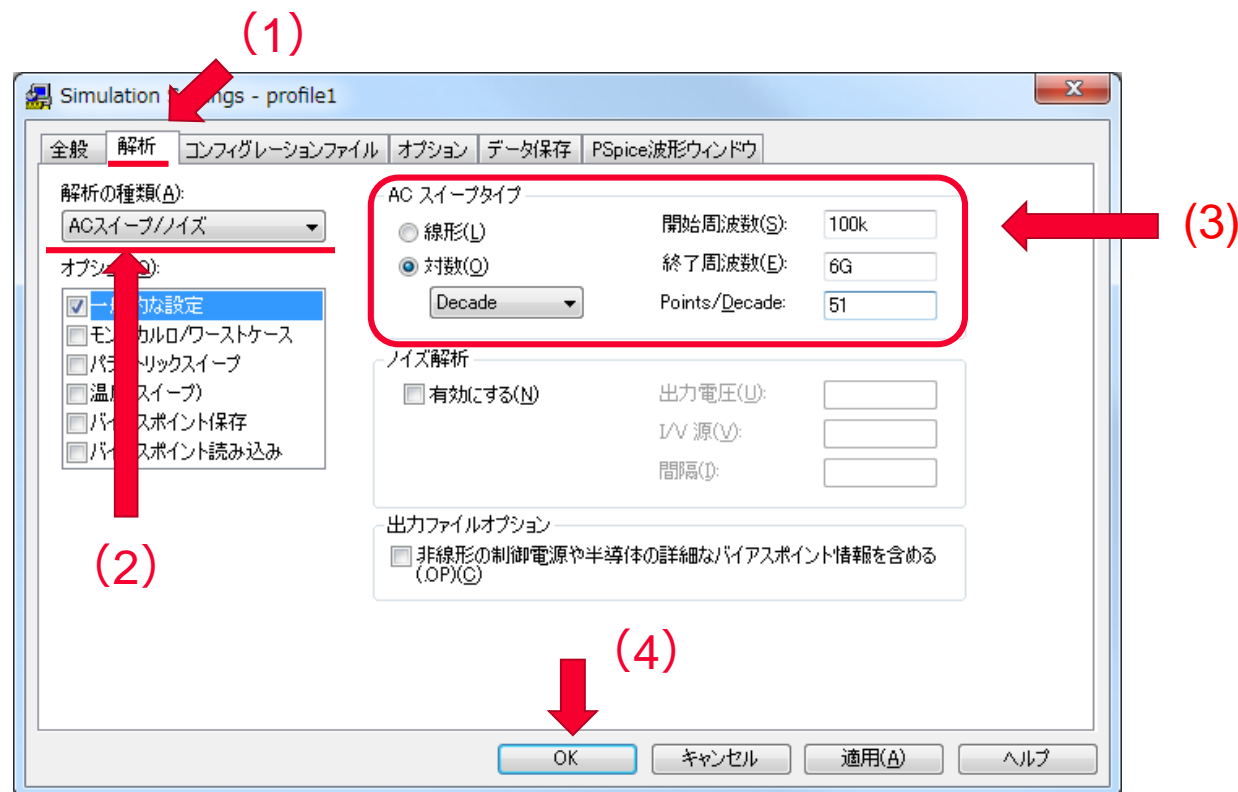 (1)
Simulation Settings - profile1
全般 解析 コンフィグレーションファイル オプション データ保存 PSpice波形ウィンドウ
解析の種類(A):
ACスイープ/ノイズ
(2)
一般的な設定
モンテカルロ/ワーストケース
パラメトリックスイープ
バイアスポイント保存
バイアスポイント読み込み
AC スイープタイプ
線形(L)
対数(O)
Decade
開始周波数(S): 100k
終了周波数(E): 6G
Points/Decade: 51
(3)
ノイズ解析
有効にする(N)
出力電圧(U):
I/V 源(V):
間隔(I):
出力ファイルオプション
非線形の制御電源や半導体の詳細なバイアスポイント情報を含める
(.OP)(C)
(4)
OK キャンセル 適用(A) ヘルプ